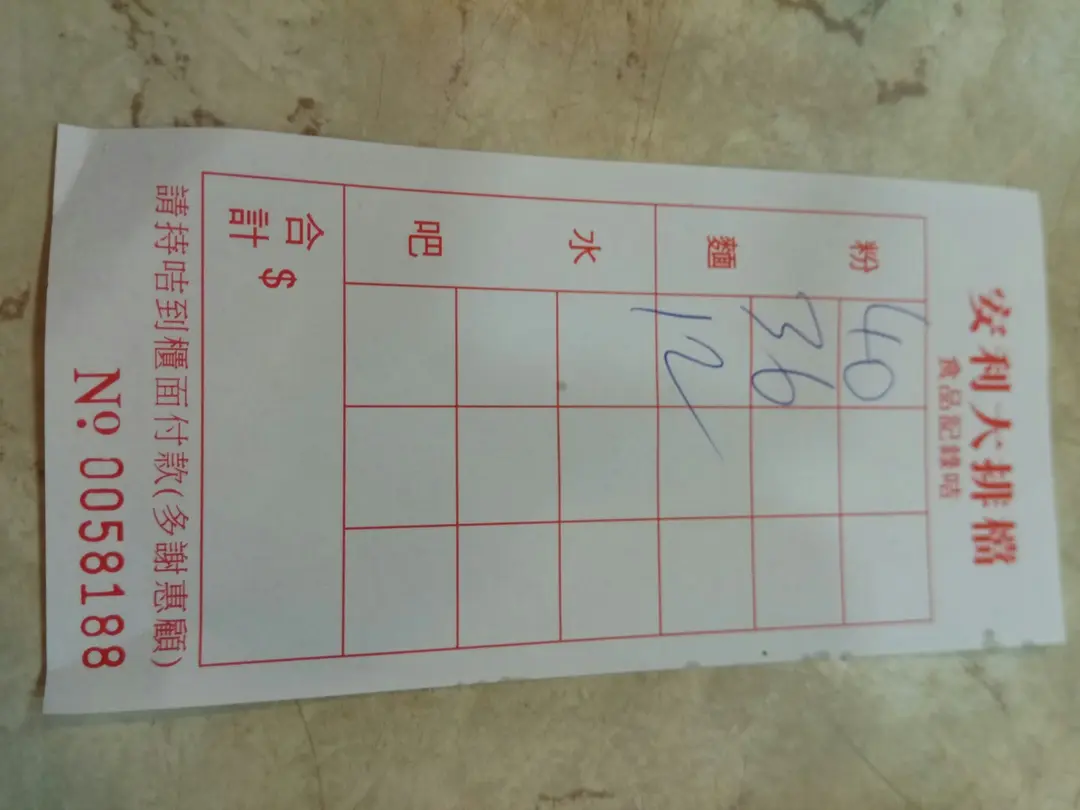 安利大排檔
食品記錄咭
粉 40
麵 36
12
水
吧
合計 $
請持咭到櫃面付款(多謝惠顧)
No. 0058188